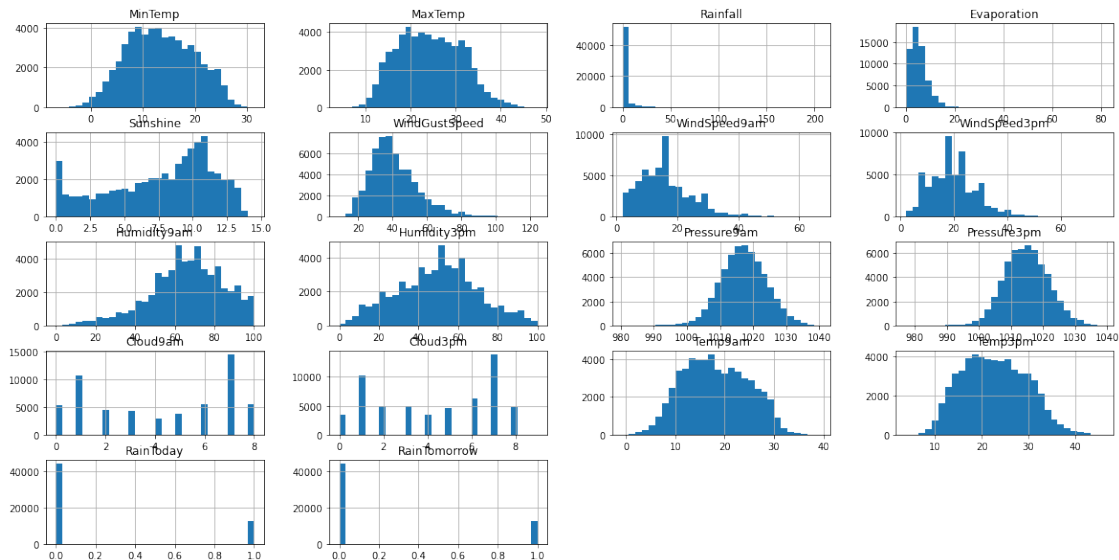 MinTemp MaxTemp Rainfall Evaporation
4000 4000 40000 15000
2000 2000 20000 10000
5000
0 0 0 0
0 10 20 30 10 20 30 40 50 0 50 100 150 200 0 20 40 60 80
Sunshine WindGustSpeed WindSpeed9am WindSpeed3pm
4000 6000 10000 10000
2000 4000 5000 5000
2000
0 0 0 0
0.0 2.5 5.0 7.5 10.0 12.5 15.0 20 40 60 80 100 120 20 40 60 0 20 40 60
Humidity9am Humidity3pm Pressure9am Pressure3pm
4000 4000 6000 6000
2000 2000 4000 4000
2000 2000
0 0 0 0
0 20 40 60 80 100 0 20 40 60 80 100 980 990 1000 1010 1020 1030 1040 980 990 1000 1010 1020 1030 1040
Cloud9am Cloud3pm Temp9am Temp3pm
15000 4000 4000
10000 10000
5000 5000 2000 2000
0 0 0 0
0 2 4 6 8 0 2 4 6 8 0 10 20 30 40 10 20 30 40
RainToday RainTomorrow
40000 40000
20000 20000
0 0
0.0 0.2 0.4 0.6 0.8 1.0 0.0 0.2 0.4 0.6 0.8 1.0